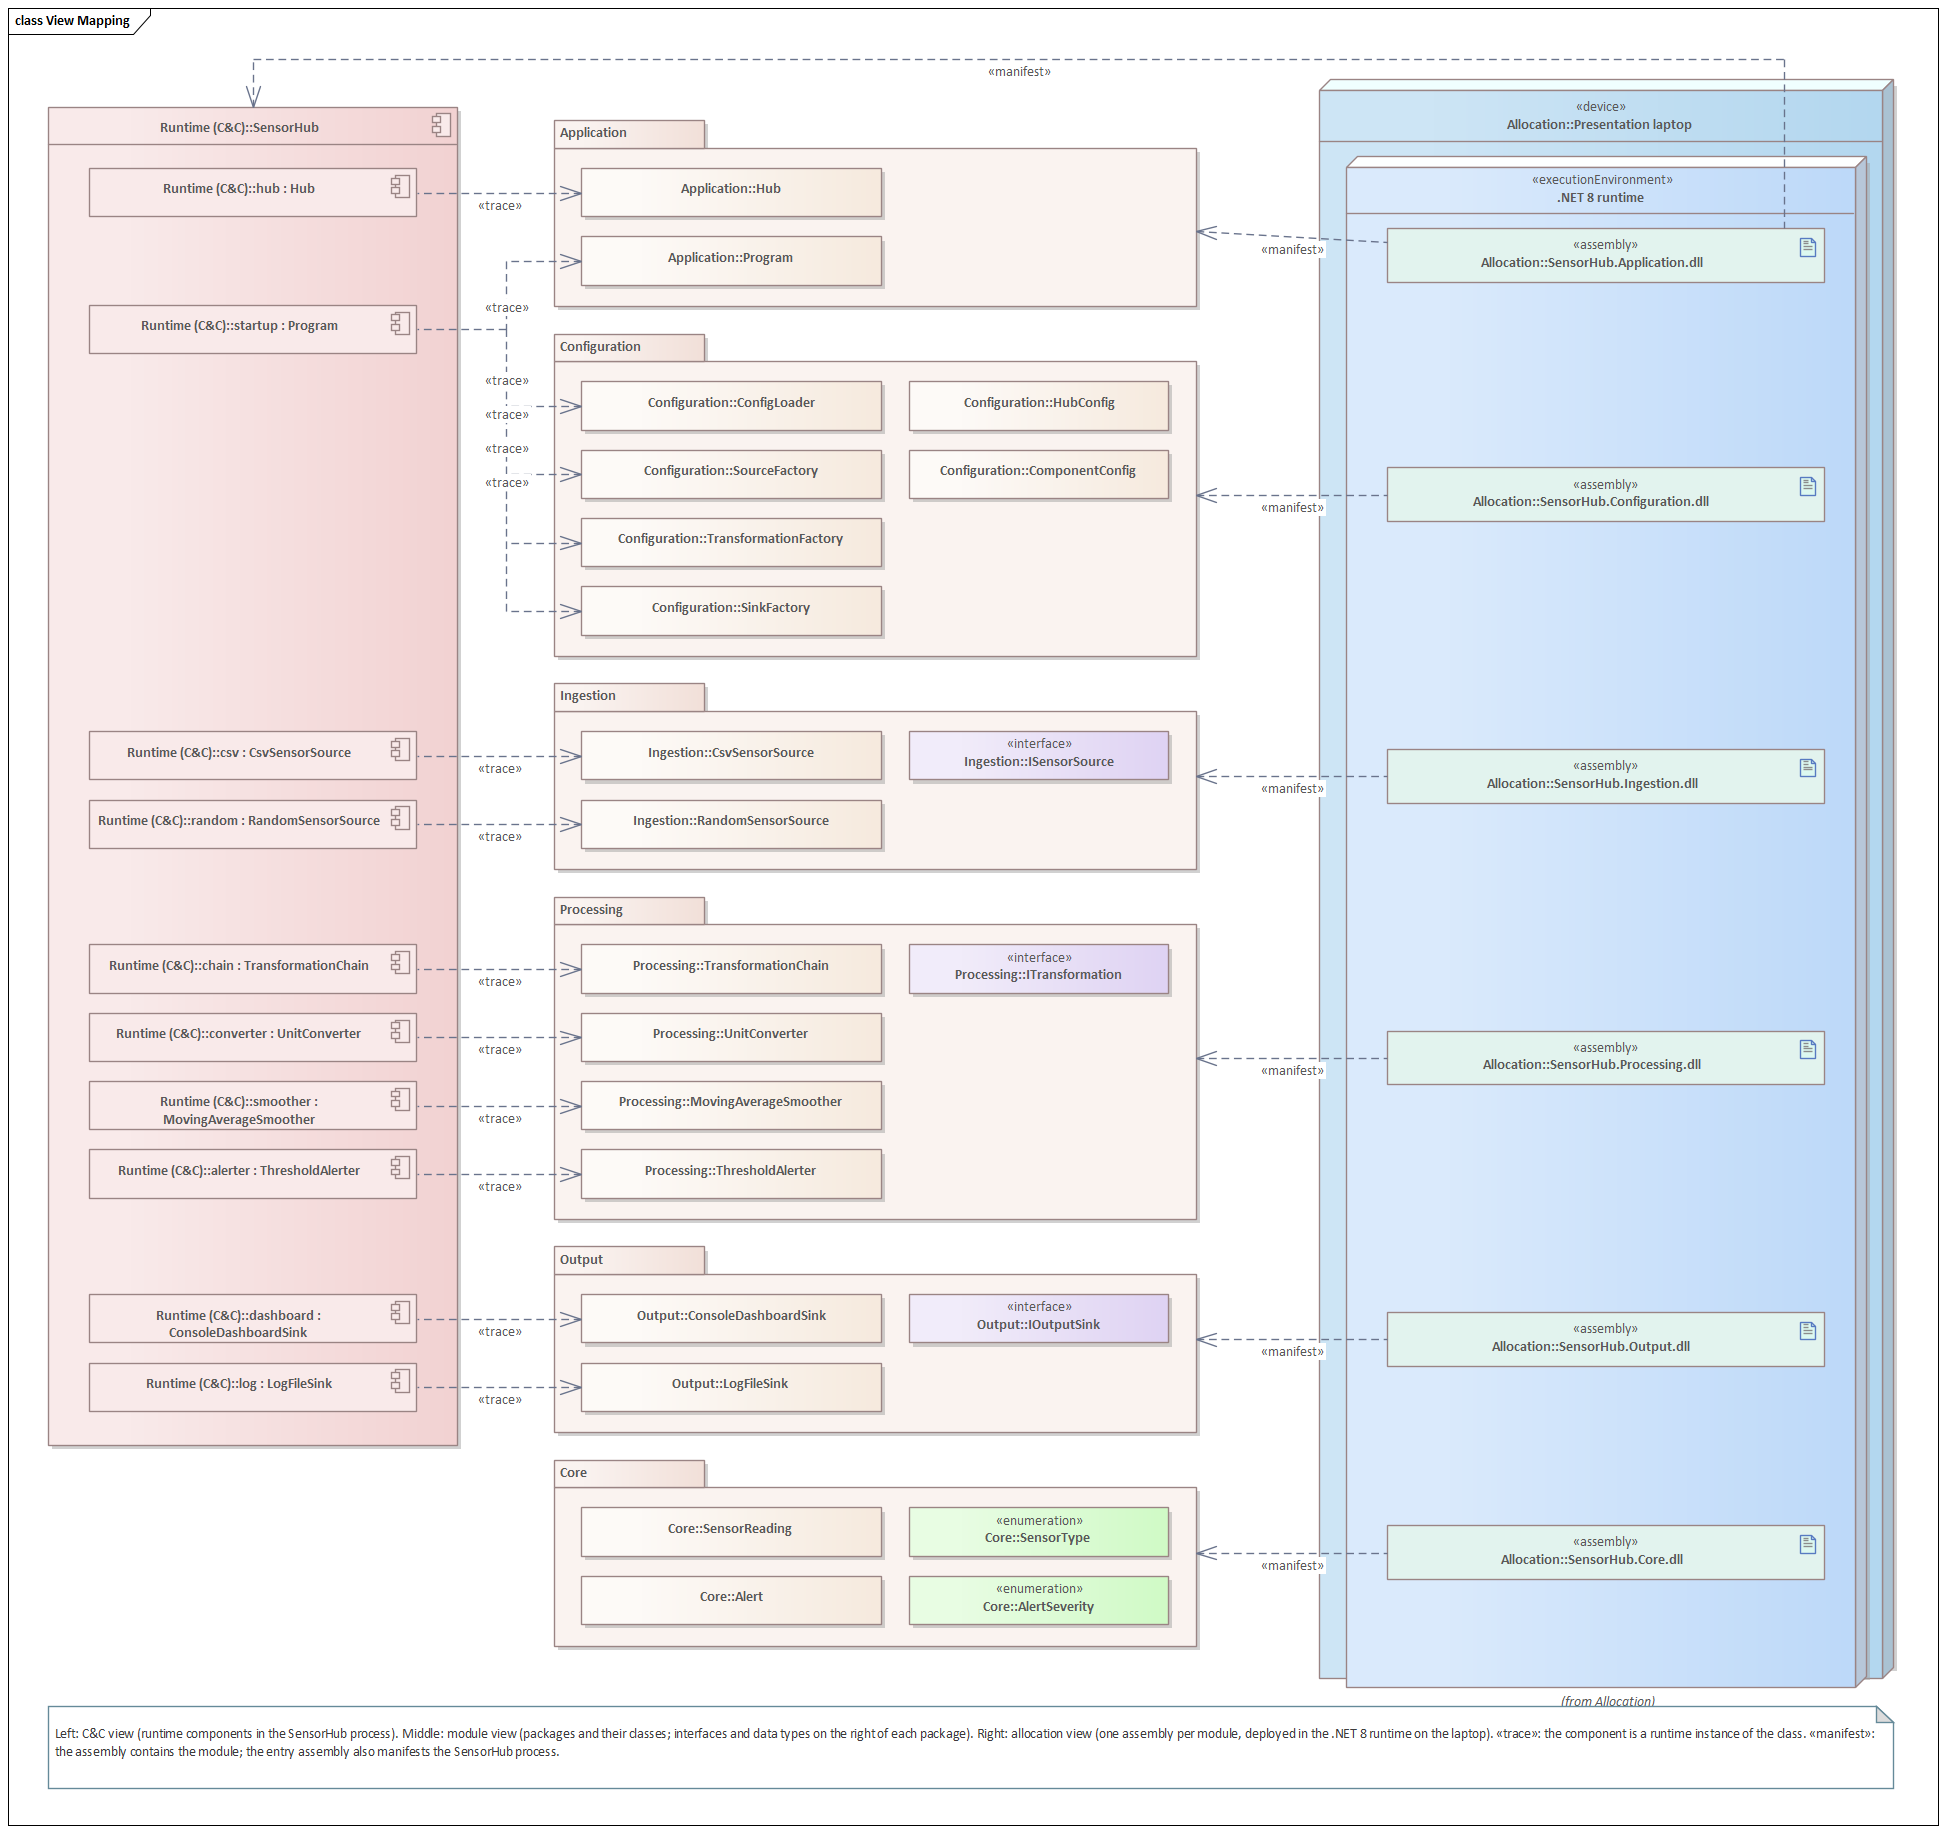 class View Mapping
«manifest»
Runtime (C&C)::SensorHub
Runtime (C&C)::hub : Hub
«trace»
Runtime (C&C)::startup : Program
«trace»
«trace»
«trace»
«trace»
«trace»
Runtime (C&C)::csv : CsvSensorSource
«trace»
Runtime (C&C)::random : RandomSensorSource
«trace»
Runtime (C&C)::chain : TransformationChain
«trace»
Runtime (C&C)::converter : UnitConverter
«trace»
Runtime (C&C)::smoother :
MovingAverageSmoother
«trace»
Runtime (C&C)::alerter : ThresholdAlerter
«trace»
Runtime (C&C)::dashboard :
ConsoleDashboardSink
«trace»
Runtime (C&C)::log : LogFileSink
«trace»
Application
Application::Hub
Application::Program
Configuration
Configuration::ConfigLoader
Configuration::HubConfig
Configuration::SourceFactory
Configuration::ComponentConfig
Configuration::TransformationFactory
Configuration::SinkFactory
Ingestion
Ingestion::CsvSensorSource
«interface»
Ingestion::ISensorSource
Ingestion::RandomSensorSource
Processing
Processing::TransformationChain
«interface»
Processing::ITransformation
Processing::UnitConverter
Processing::MovingAverageSmoother
Processing::ThresholdAlerter
Output
Output::ConsoleDashboardSink
«interface»
Output::IOutputSink
Output::LogFileSink
Core
Core::SensorReading
«enumeration»
Core::SensorType
Core::Alert
«enumeration»
Core::AlertSeverity
«device»
Allocation::Presentation laptop
«executionEnvironment»
.NET 8 runtime
«manifest»
«assembly»
Allocation::SensorHub.Application.dll
«manifest»
«assembly»
Allocation::SensorHub.Configuration.dll
«manifest»
«assembly»
Allocation::SensorHub.Ingestion.dll
«manifest»
«assembly»
Allocation::SensorHub.Processing.dll
«manifest»
«assembly»
Allocation::SensorHub.Output.dll
«manifest»
«assembly»
Allocation::SensorHub.Core.dll
«manifest»
(from Allocation)
Left: C&C view (runtime components in the SensorHub process). Middle: module view (packages and their classes; interfaces and data types on the right of each package). Right: allocation view (one assembly per module, deployed in the .NET 8 runtime on the laptop). «trace»: the component is a runtime instance of the class. «manifest»:
the assembly contains the module; the entry assembly also manifests the SensorHub process.